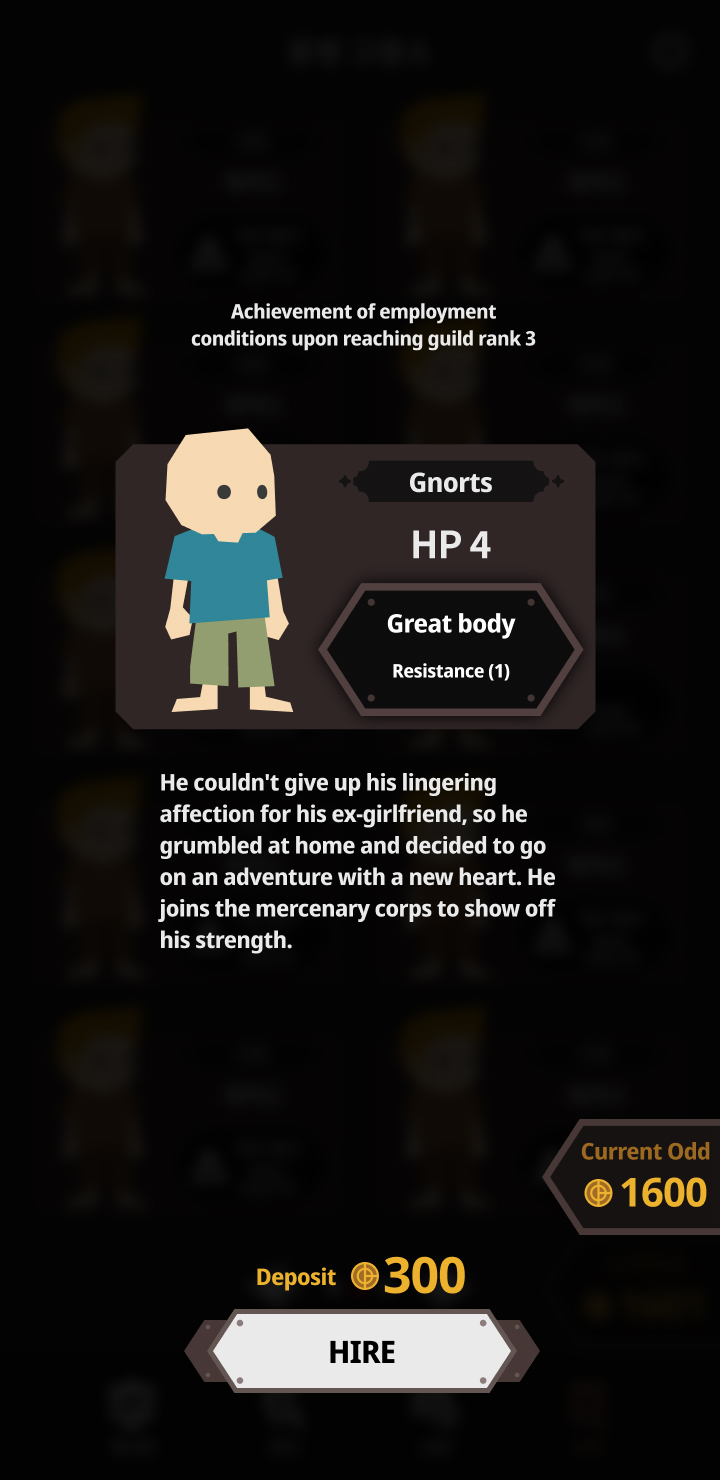 Achievement of employment
conditions upon reaching guild rank 3
Gnorts
HP 4
Great body
Resistance (1)
He couldn't give up his lingering
affection for his ex-girlfriend, so he
grumbled at home and decided to go
on an adventure with a new heart. He
joins the mercenary corps to show off
his strength.
Current Odd
1600
Deposit 300
HIRE